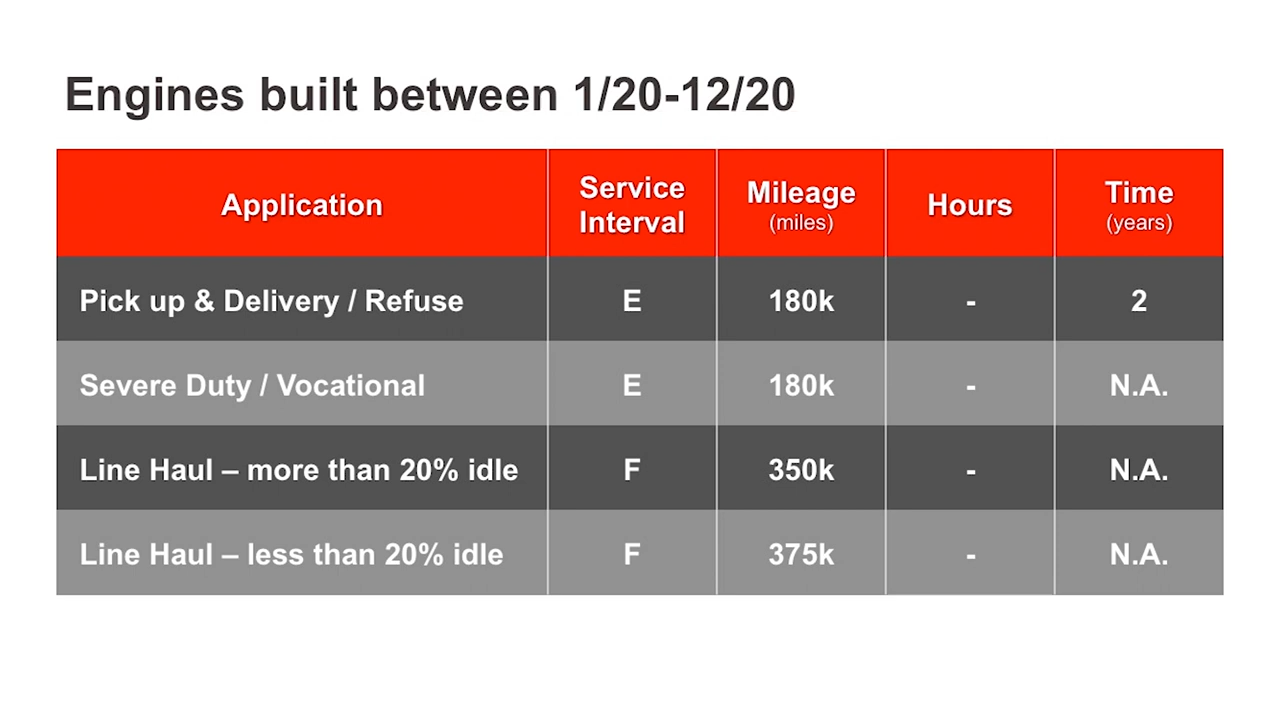 Engines built between 1/20-12/20
Application
Service
Interval
Mileage
(miles)
Hours
Time
(years)
Pick up & Delivery / Refuse E 180k - 2
Severe Duty / Vocational E 180k - N.A.
Line Haul – more than 20% idle F 350k - N.A.
Line Haul – less than 20% idle F 375k - N.A.